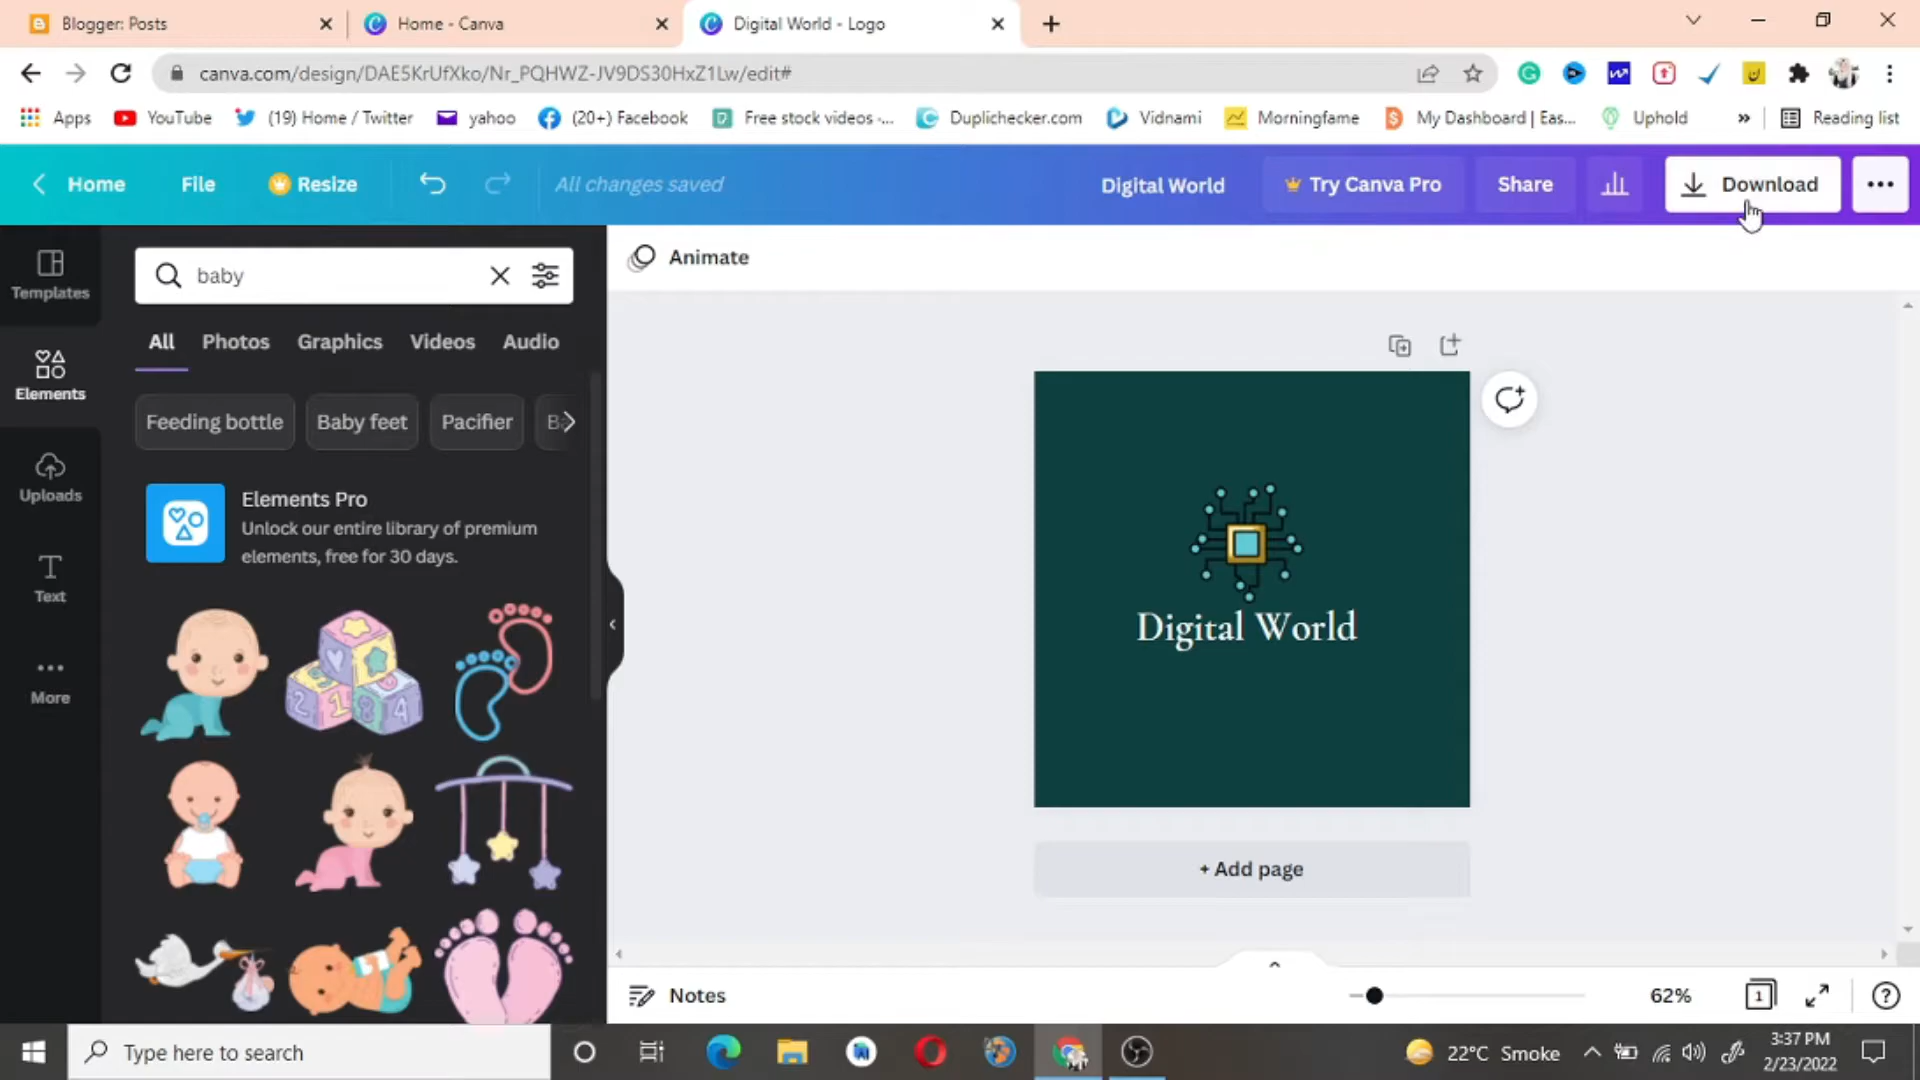 Blogger: Posts
Home - Canva
Digital World - Logo
canva.com/design/DAE5KrUfXko/Nr_PQHWZ-JV9DS30HxZ1Lw/edit#
Apps YouTube (19) Home / Twitter yahoo (20+) Facebook Free stock videos -... Duplichecker.com Vidnami Morningfame My Dashboard | Eas... Uphold » Reading list
Home File Resize All changes saved Digital World Try Canva Pro Share Download
Templates
Elements
Uploads
Text
More
baby
All Photos Graphics Videos Audio
Feeding bottle Baby feet Pacifier
Elements Pro
Unlock our entire library of premium
elements, free for 30 days.
Animate
Digital World
+ Add page
Notes
62%
1
Type here to search
22°C Smoke
3:37 PM
2/23/2022